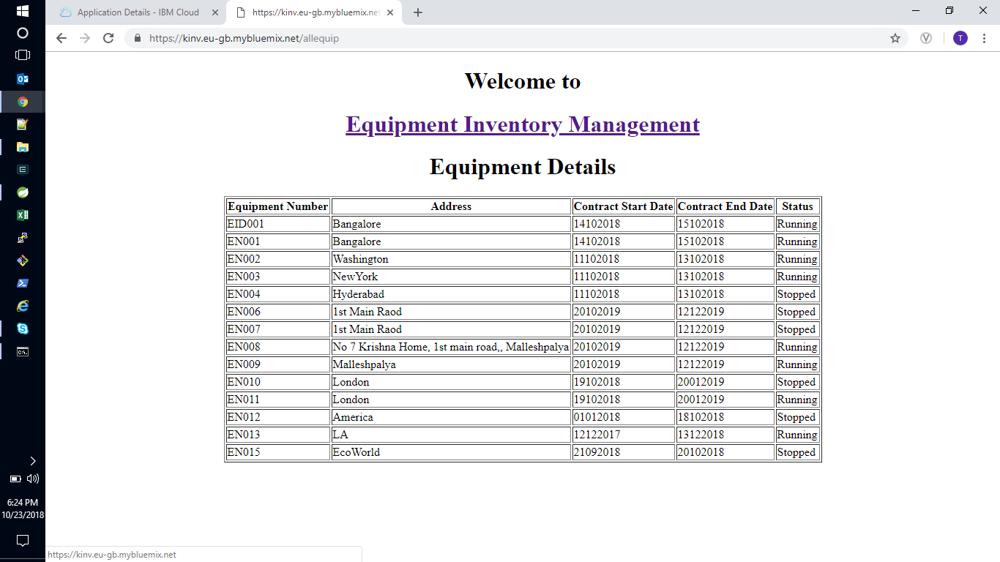 Application Details - IBM Cloud
https://kinv.eu-gb.mybluemix.ne
https://kinv.eu-gb.mybluemix.net/allequip
T
Welcome to
Equipment Inventory Management
Equipment Details
Equipment Number Address Contract Start Date Contract End Date Status
EID001 Bangalore 14102018 15102018 Running
EN001 Bangalore 14102018 15102018 Running
EN002 Washington 11102018 13102018 Running
EN003 NewYork 11102018 13102018 Running
EN004 Hyderabad 11102018 13102018 Stopped
EN006 1st Main Raod 20102019 12122019 Stopped
EN007 1st Main Raod 20102019 12122019 Stopped
EN008 No 7 Krishna Home, 1st main road,, Malleshpalya 20102019 12122019 Running
EN009 Malleshpalya 20102019 12122019 Running
EN010 London 19102018 20012019 Stopped
EN011 London 19102018 20012019 Running
EN012 America 01012018 18102018 Stopped
EN013 LA 12122017 13122018 Running
EN015 EcoWorld 21092018 20102018 Stopped
6:24 PM
10/23/2018
https://kinv.eu-gb.mybluemix.net